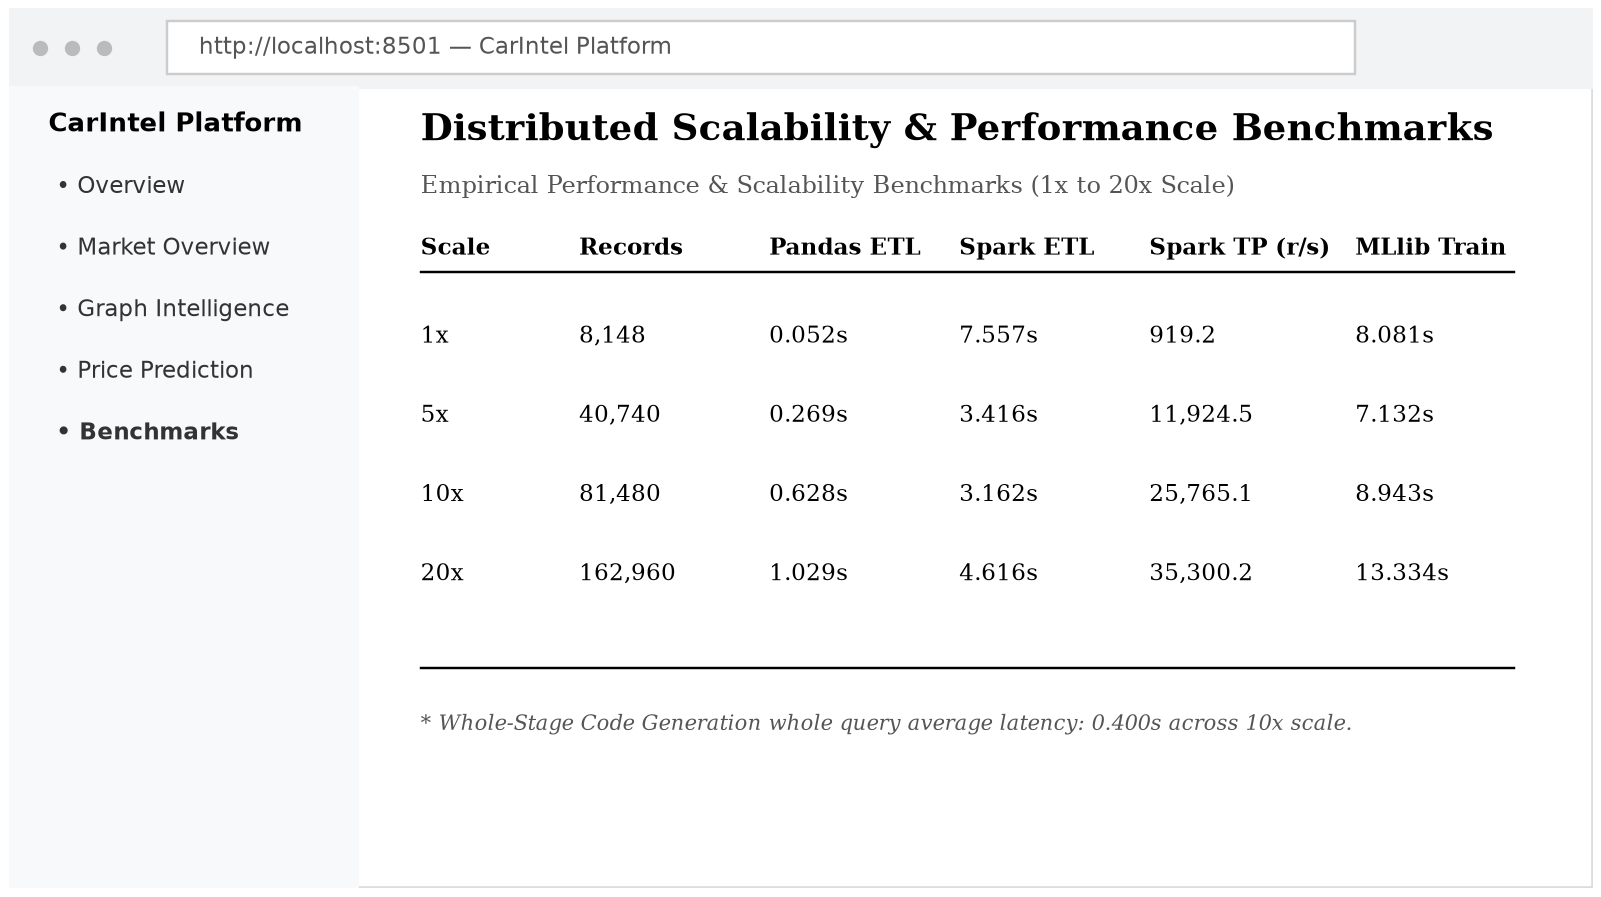 http://localhost:8501 — CarIntel Platform
CarIntel Platform
• Overview
• Market Overview
• Graph Intelligence
• Price Prediction
• Benchmarks
Distributed Scalability & Performance Benchmarks
Empirical Performance & Scalability Benchmarks (1x to 20x Scale)
Scale Records Pandas ETL Spark ETL Spark TP (r/s) MLlib Train
1x 8,148 0.052s 7.557s 919.2 8.081s
5x 40,740 0.269s 3.416s 11,924.5 7.132s
10x 81,480 0.628s 3.162s 25,765.1 8.943s
20x 162,960 1.029s 4.616s 35,300.2 13.334s
* Whole-Stage Code Generation whole query average latency: 0.400s across 10x scale.